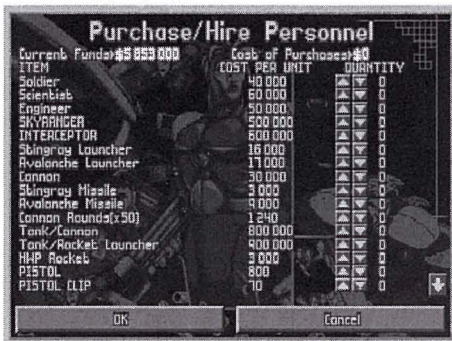 Purchase/Hire Personnel
Current Funds>$5 853 000 Cost of Purchases>$0
ITEM COST PER UNIT QUANTITY
Soldier 40 000 0
Scientist 60 000 0
Engineer 50 000 0
SKYRANGER 500 000 0
INTERCEPTOR 600 000 0
Stingray Launcher 16 000 0
Avalanche Launcher 17 000 0
Cannon 30 000 0
Stingray Missile 3 000 0
Avalanche Missile 9 000 0
Cannon Rounds(x50) 1 240 0
Tank/Cannon 800 000 0
Tank/Rocket Launcher 900 000 0
HWP Rocket 3 000 0
PISTOL 800 0
PISTOL CLIP 70 0
OK Cancel